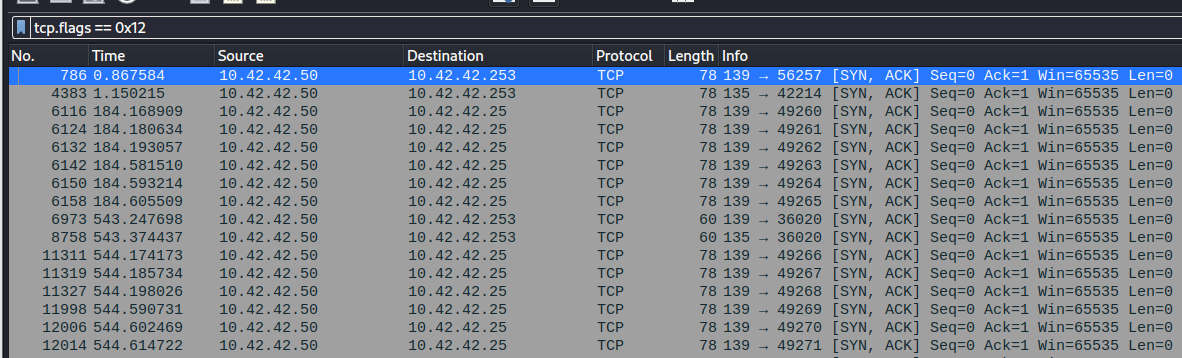 tcp.flags == 0x12
No. Time Source Destination Protocol Length Info
786 0.867584 10.42.42.50 10.42.42.253 TCP 78 139 → 56257 [SYN, ACK] Seq=0 Ack=1 Win=65535 Len=0
4383 1.150215 10.42.42.50 10.42.42.253 TCP 78 135 → 42214 [SYN, ACK] Seq=0 Ack=1 Win=65535 Len=0
6116 184.168909 10.42.42.50 10.42.42.25 TCP 78 139 → 49260 [SYN, ACK] Seq=0 Ack=1 Win=65535 Len=0
6124 184.180634 10.42.42.50 10.42.42.25 TCP 78 139 → 49261 [SYN, ACK] Seq=0 Ack=1 Win=65535 Len=0
6132 184.193057 10.42.42.50 10.42.42.25 TCP 78 139 → 49262 [SYN, ACK] Seq=0 Ack=1 Win=65535 Len=0
6142 184.581510 10.42.42.50 10.42.42.25 TCP 78 139 → 49263 [SYN, ACK] Seq=0 Ack=1 Win=65535 Len=0
6150 184.593214 10.42.42.50 10.42.42.25 TCP 78 139 → 49264 [SYN, ACK] Seq=0 Ack=1 Win=65535 Len=0
6158 184.605509 10.42.42.50 10.42.42.25 TCP 78 139 → 49265 [SYN, ACK] Seq=0 Ack=1 Win=65535 Len=0
6973 543.247698 10.42.42.50 10.42.42.253 TCP 60 139 → 36020 [SYN, ACK] Seq=0 Ack=1 Win=65535 Len=0
8758 543.374437 10.42.42.50 10.42.42.253 TCP 60 135 → 36020 [SYN, ACK] Seq=0 Ack=1 Win=65535 Len=0
11311 544.174173 10.42.42.50 10.42.42.25 TCP 78 139 → 49266 [SYN, ACK] Seq=0 Ack=1 Win=65535 Len=0
11319 544.185734 10.42.42.50 10.42.42.25 TCP 78 139 → 49267 [SYN, ACK] Seq=0 Ack=1 Win=65535 Len=0
11327 544.198026 10.42.42.50 10.42.42.25 TCP 78 139 → 49268 [SYN, ACK] Seq=0 Ack=1 Win=65535 Len=0
11998 544.590731 10.42.42.50 10.42.42.25 TCP 78 139 → 49269 [SYN, ACK] Seq=0 Ack=1 Win=65535 Len=0
12006 544.602469 10.42.42.50 10.42.42.25 TCP 78 139 → 49270 [SYN, ACK] Seq=0 Ack=1 Win=65535 Len=0
12014 544.614722 10.42.42.50 10.42.42.25 TCP 78 139 → 49271 [SYN, ACK] Seq=0 Ack=1 Win=65535 Len=0